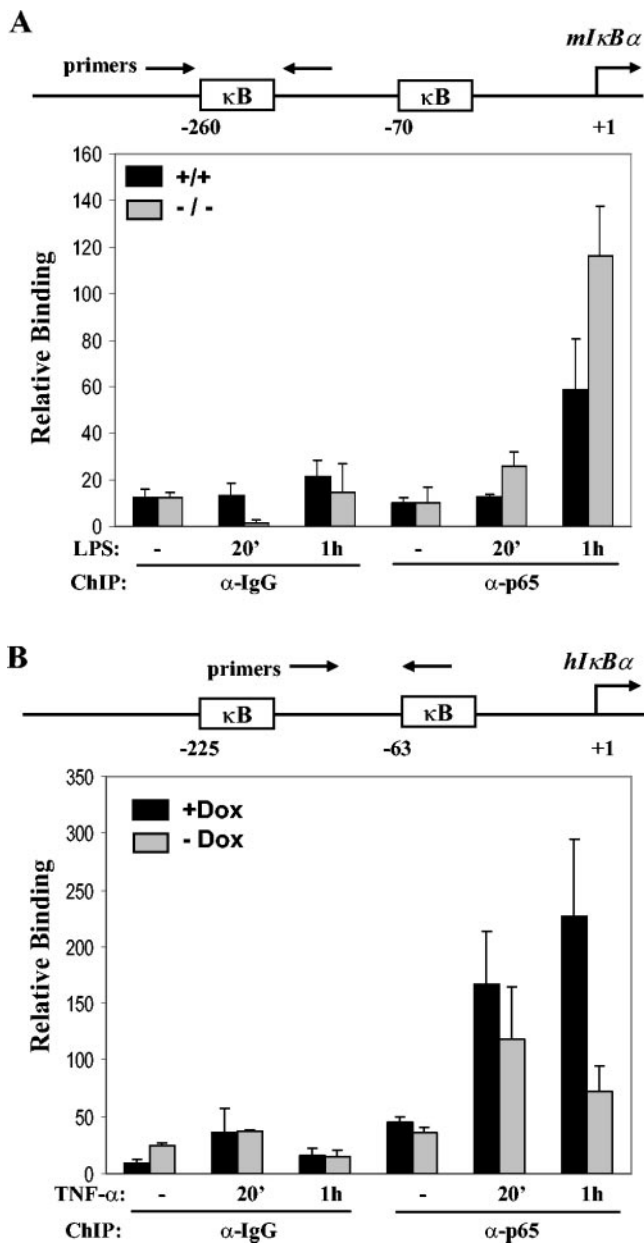 A
mIκBα
primers
κB κB
-260 -70 +1
160
140
120
100
80
60
40
20
0
Relative Binding
+/+
- / -
LPS: - 20’ 1h - 20’ 1h
ChIP: α-IgG α-p65
B
hIκBα
primers
κB κB
-225 -63 +1
350
300
250
200
150
100
50
0
Relative Binding
+Dox
- Dox
TNF-α: - 20’ 1h - 20’ 1h
ChIP: α-IgG α-p65